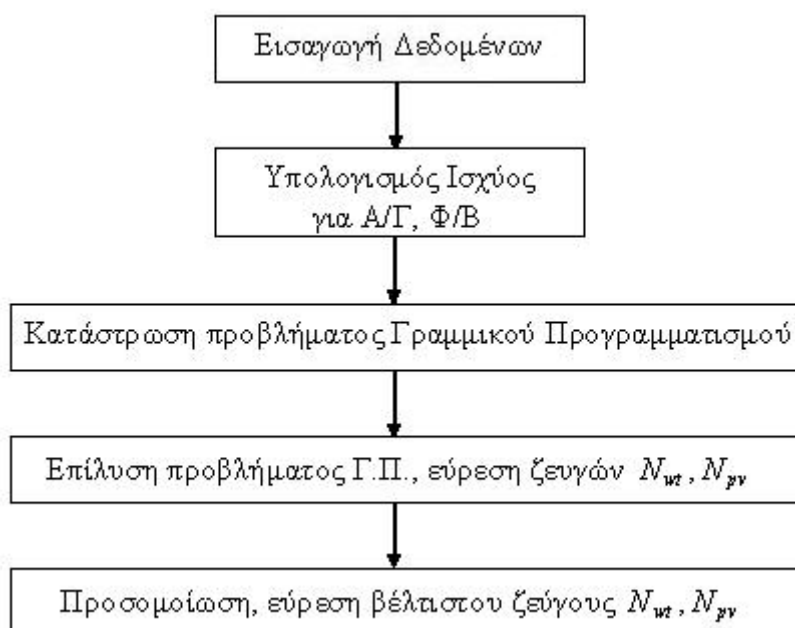 Εισαγωγή Δεδομένων
Υπολογισμός Ισχύος
για Α/Γ, Φ/Β
Κατάστρωση προβλήματος Γραμμικού Προγραμματισμού
Επίλυση προβλήματος Γ.Π., εύρεση ζευγών N_wt, N_pv
Προσομοίωση, εύρεση βέλτιστου ζεύγους N_wt, N_pv